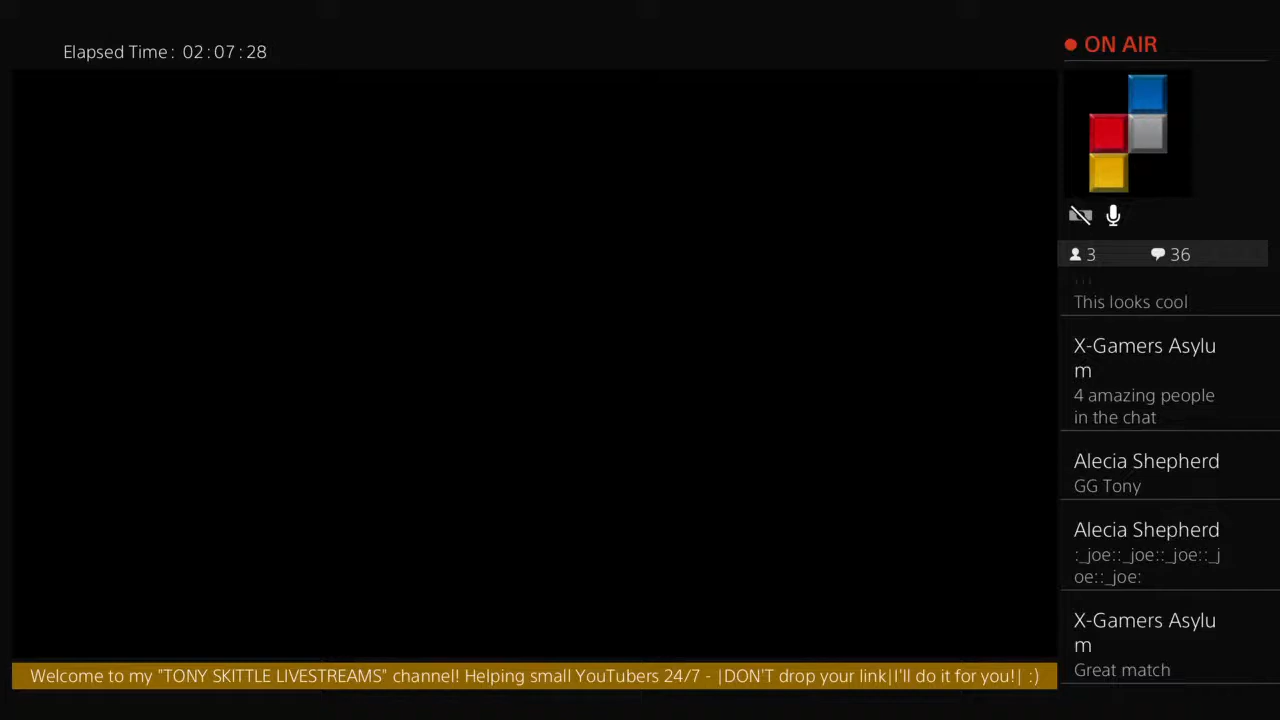 Elapsed Time: 02:07:28
ON AIR
3 36
This looks cool
X-Gamers Asylu
m
4 amazing people
in the chat
Alecia Shepherd
GG Tony
Alecia Shepherd
:_joe::_joe::_joe::_j
oe::_joe:
X-Gamers Asylu
m
Great match
Welcome to my "TONY SKITTLE LIVESTREAMS" channel! Helping small YouTubers 24/7 - |DON'T drop your link|I'll do it for you!| :)